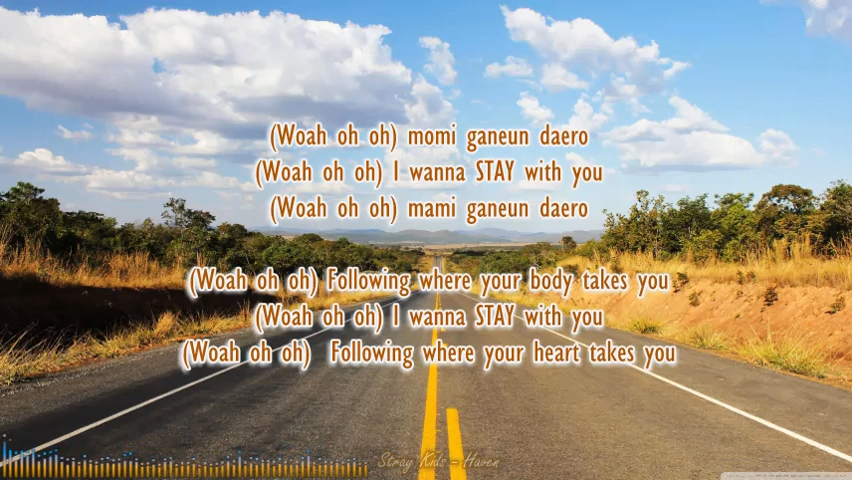 (Woah oh oh) momi ganeun daero
(Woah oh oh) I wanna STAY with you
(Woah oh oh) mami ganeun daero
(Woah oh oh) Following where your body takes you
(Woah oh oh) I wanna STAY with you
(Woah oh oh) Following where your heart takes you
Stray Kids - Haven